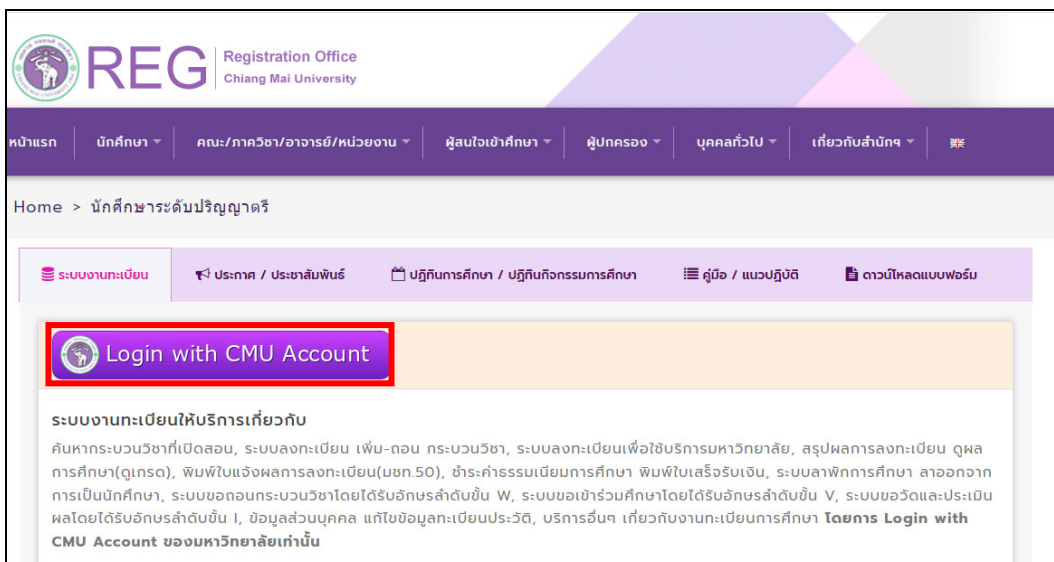 REG
Registration Office
Chiang Mai University
หน้าแรก นักศึกษา คณะ/ภาควิชา/อาจารย์/หน่วยงาน ผู้สนใจเข้าศึกษา ผู้ปกครอง บุคคลทั่วไป เกี่ยวกับสำนักฯ
Home > นักศึกษาระดับปริญญาตรี
ระบบงานทะเบียน ประกาศ / ประชาสัมพันธ์ ปฏิทินการศึกษา / ปฏิทินกิจกรรมการศึกษา คู่มือ / แนวปฏิบัติ ดาวน์โหลดแบบฟอร์ม
Login with CMU Account
ระบบงานทะเบียนให้บริการเกี่ยวกับ
ค้นหากระบวนวิชาที่เปิดสอน, ระบบลงทะเบียน เพิ่ม-ถอน กระบวนวิชา, ระบบลงทะเบียนเพื่อใช้บริการมหาวิทยาลัย, สรุปผลการลงทะเบียน ดูผล
การศึกษา(ดูเกรด), พิมพ์ใบแจ้งผลการลงทะเบียน(มชท.50), ชำระค่าธรรมเนียมการศึกษา พิมพ์ใบเสร็จรับเงิน, ระบบลาพักการศึกษา ลาออกจาก
การเป็นนักศึกษา, ระบบขอถอนกระบวนวิชาโดยได้รับอักษรลำดับขั้น W, ระบบขอเข้าร่วมศึกษาโดยได้รับอักษรลำดับขั้น V, ระบบขอวัดและประเมิน
ผลโดยได้รับอักษรลำดับขั้น I, ข้อมูลส่วนบุคคล แก้ไขข้อมูลทะเบียนประวัติ, บริการอื่นๆ เกี่ยวกับงานทะเบียนการศึกษา โดยการ Login with
CMU Account ของมหาวิทยาลัยเท่านั้น